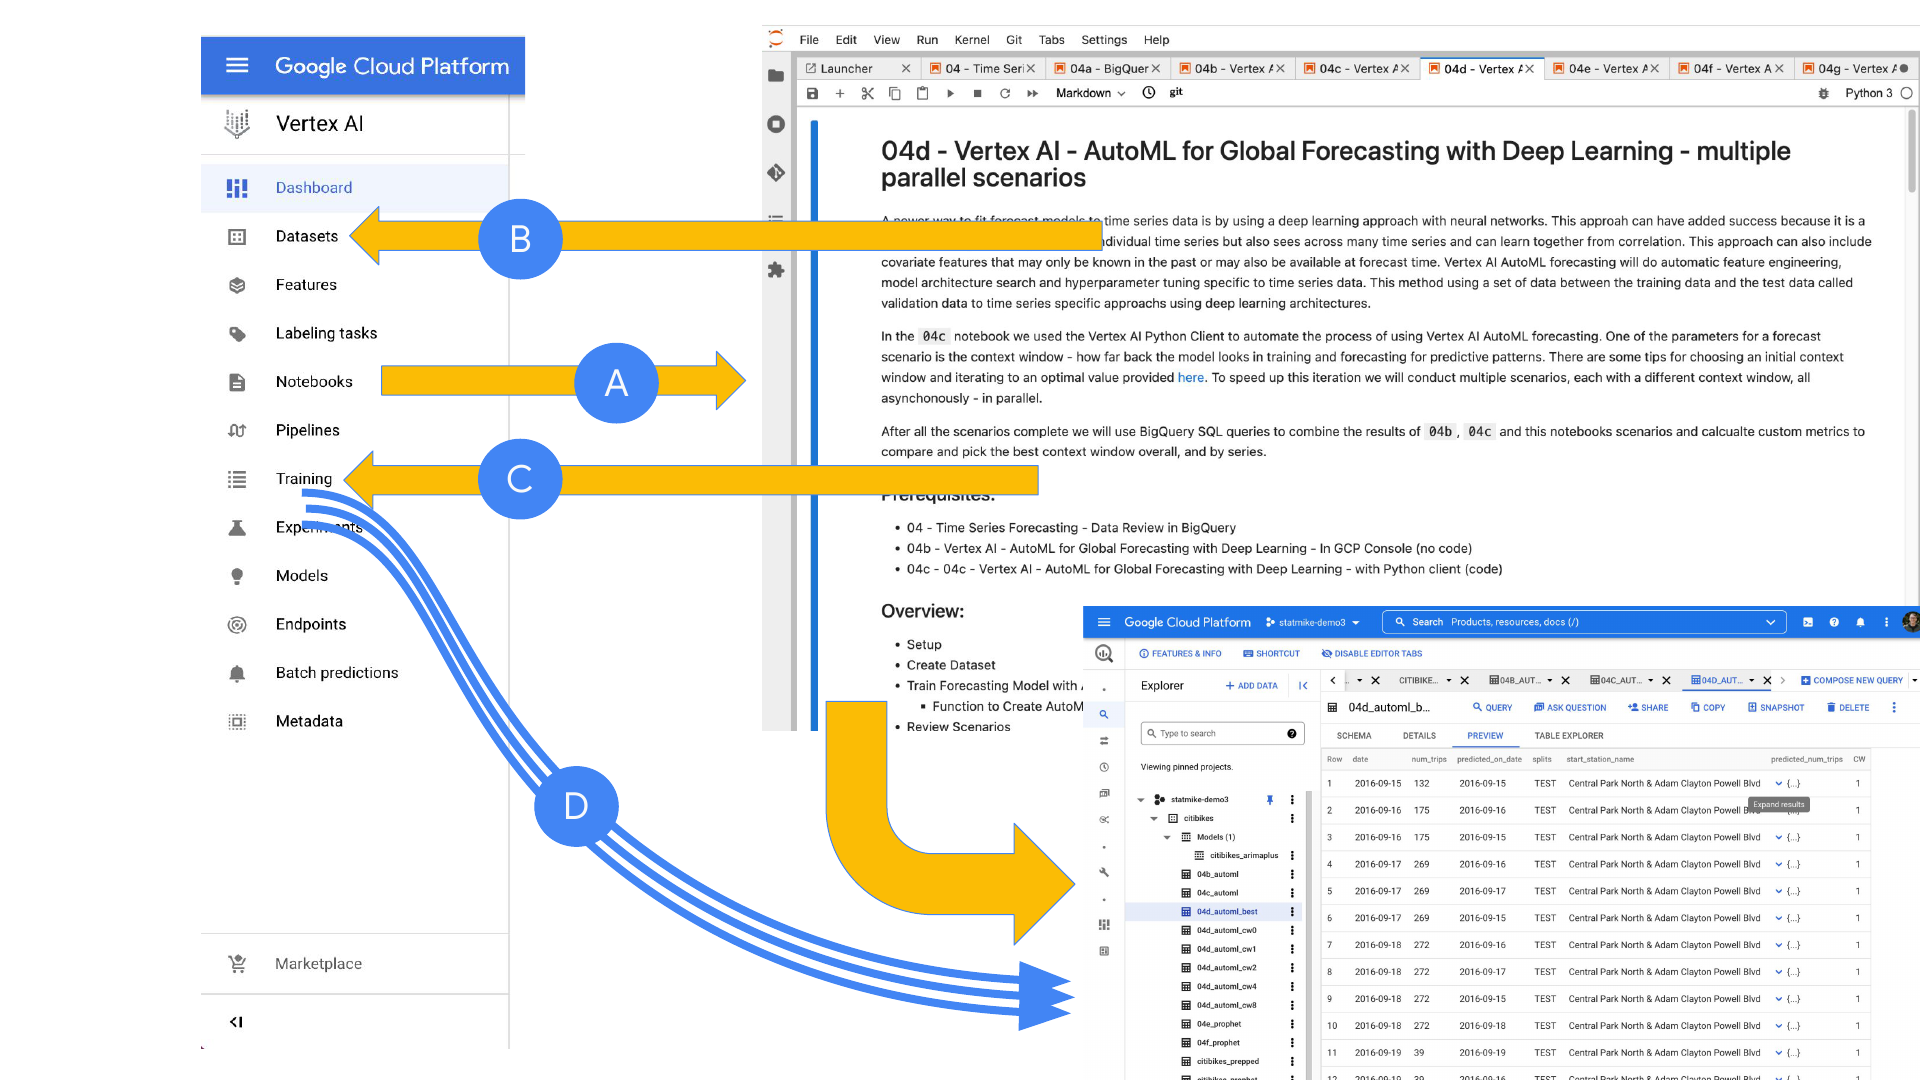 Google Cloud Platform
Vertex AI
Dashboard
Datasets
Features
Labeling tasks
Notebooks
Pipelines
Training
Experiments
Models
Endpoints
Batch predictions
Metadata
Marketplace
B
A
C
D
File Edit View Run Kernel Git Tabs Settings Help
Launcher 04 - Time Seri 04a - BigQuer 04b - Vertex A 04c - Vertex A 04d - Vertex A 04e - Vertex A 04f - Vertex A 04g - Vertex A
Markdown git Python 3
04d - Vertex AI - AutoML for Global Forecasting with Deep Learning - multiple
parallel scenarios
A power way to fit forecast models to time series data is by using a deep learning approach with neural networks. This approah can have added success because it is a
individual time series but also sees across many time series and can learn together from correlation. This approach can also include
covariate features that may only be known in the past or may also be available at forecast time. Vertex AI AutoML forecasting will do automatic feature engineering,
model architecture search and hyperparameter tuning specific to time series data. This method using a set of data between the training data and the test data called
validation data to time series specific approachs using deep learning architectures.
In the 04c notebook we used the Vertex AI Python Client to automate the process of using Vertex AI AutoML forecasting. One of the parameters for a forecast
scenario is the context window - how far back the model looks in training and forecasting for predictive patterns. There are some tips for choosing an initial context
window and iterating to an optimal value provided here. To speed up this iteration we will conduct multiple scenarios, each with a different context window, all
asynchonously - in parallel.
After all the scenarios complete we will use BigQuery SQL queries to combine the results of 04b, 04c and this notebooks scenarios and calcualte custom metrics to
compare and pick the best context window overall, and by series.
Prerequisites:
• 04 - Time Series Forecasting - Data Review in BigQuery
• 04b - Vertex AI - AutoML for Global Forecasting with Deep Learning - In GCP Console (no code)
• 04c - 04c - Vertex AI - AutoML for Global Forecasting with Deep Learning - with Python client (code)
Overview:
• Setup
• Create Dataset
• Train Forecasting Model with
▪ Function to Create AutoM
• Review Scenarios
Google Cloud Platform statmike-demo3 Search Products, resources, docs (/)
FEATURES & INFO SHORTCUT DISABLE EDITOR TABS
Explorer + ADD DATA
Type to search
Viewing pinned projects.
statmike-demo3
citibikes
Models (1)
citibikes_arimaplus
04b_automl
04c_automl
04d_automl_best
04d_automl_cw0
04d_automl_cw1
04d_automl_cw2
04d_automl_cw4
04d_automl_cw8
04e_prophet
04f_prophet
citibikes_prepped
citibikes_prophet
... CITIBIKE... 04B_AUT... 04C_AUT... 04D_AUT... COMPOSE NEW QUERY
04d_automl_b... QUERY ASK QUESTION SHARE COPY SNAPSHOT DELETE
SCHEMA DETAILS PREVIEW TABLE EXPLORER
Row date num_trips predicted_on_date splits start_station_name predicted_num_trips CW
1 2016-09-15 132 2016-09-15 TEST Central Park North & Adam Clayton Powell Blvd {...} 1
Expand results
2 2016-09-16 175 2016-09-16 TEST Central Park North & Adam Clayton Powell Blvd {...} 1
3 2016-09-16 175 2016-09-15 TEST Central Park North & Adam Clayton Powell Blvd {...} 1
4 2016-09-17 269 2016-09-16 TEST Central Park North & Adam Clayton Powell Blvd {...} 1
5 2016-09-17 269 2016-09-17 TEST Central Park North & Adam Clayton Powell Blvd {...} 1
6 2016-09-17 269 2016-09-15 TEST Central Park North & Adam Clayton Powell Blvd {...} 1
7 2016-09-18 272 2016-09-16 TEST Central Park North & Adam Clayton Powell Blvd {...} 1
8 2016-09-18 272 2016-09-17 TEST Central Park North & Adam Clayton Powell Blvd {...} 1
9 2016-09-18 272 2016-09-15 TEST Central Park North & Adam Clayton Powell Blvd {...} 1
10 2016-09-18 272 2016-09-18 TEST Central Park North & Adam Clayton Powell Blvd {...} 1
11 2016-09-19 39 2016-09-19 TEST Central Park North & Adam Clayton Powell Blvd {...} 1
12 2016-09-19 39 2016-09-16 TEST Central Park North & Adam Clayton Powell Blvd {...} 1